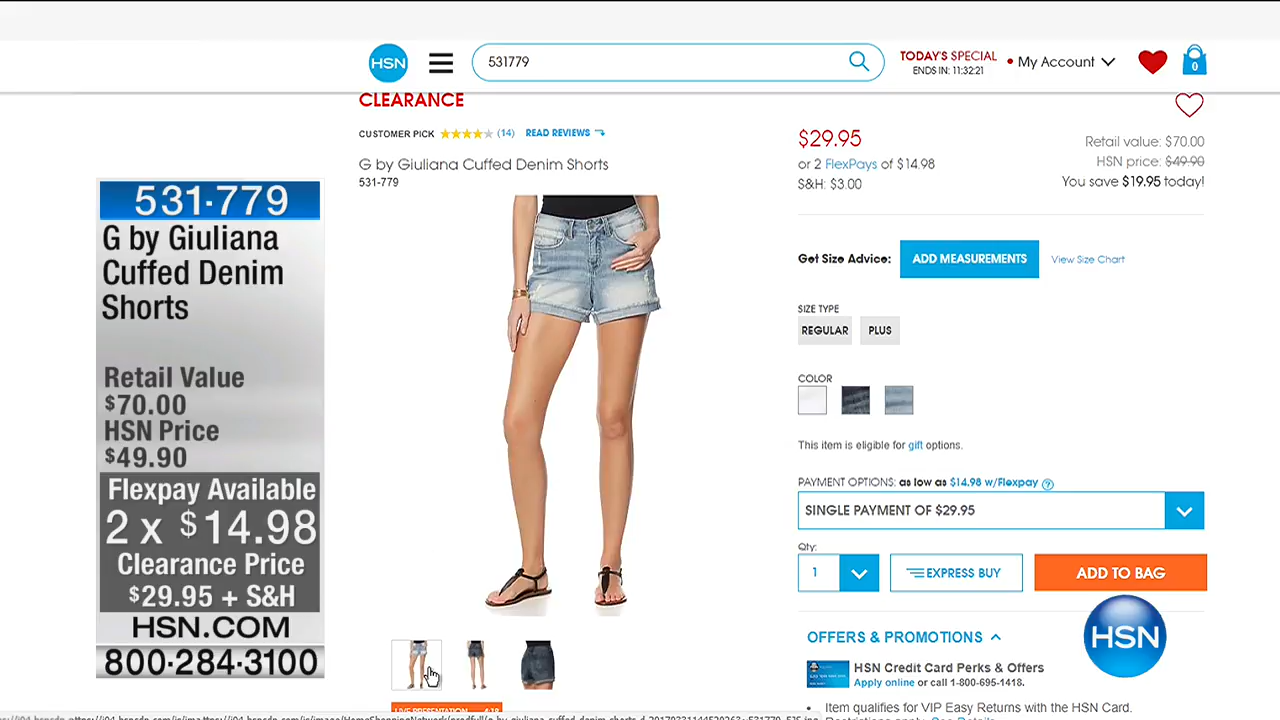 HSN
531779
TODAY'S SPECIAL
ENDS IN: 11:32:21
My Account
0
CLEARANCE
CUSTOMER PICK
(14)
READ REVIEWS
G by Giuliana Cuffed Denim Shorts
531-779
$29.95
or 2 FlexPays of $14.98
S&H: $3.00
Retail value: $70.00
HSN price: $49.90
You save $19.95 today!
531·779
G by Giuliana
Cuffed Denim
Shorts
Retail Value
$70.00
HSN Price
$49.90
Flexpay Available
2 x $14.98
Clearance Price
$29.95 + S&H
HSN.COM
800·284·3100
Get Size Advice:
ADD MEASUREMENTS
View Size Chart
SIZE TYPE
REGULAR
PLUS
COLOR
This item is eligible for gift options.
PAYMENT OPTIONS: as low as $14.98 w/Flexpay ?
SINGLE PAYMENT OF $29.95
Qty:
1
EXPRESS BUY
ADD TO BAG
OFFERS & PROMOTIONS
HSN
HSN Credit Card Perks & Offers
Apply online or call 1-800-695-1418.
Item qualifies for VIP Easy Returns with the HSN Card.